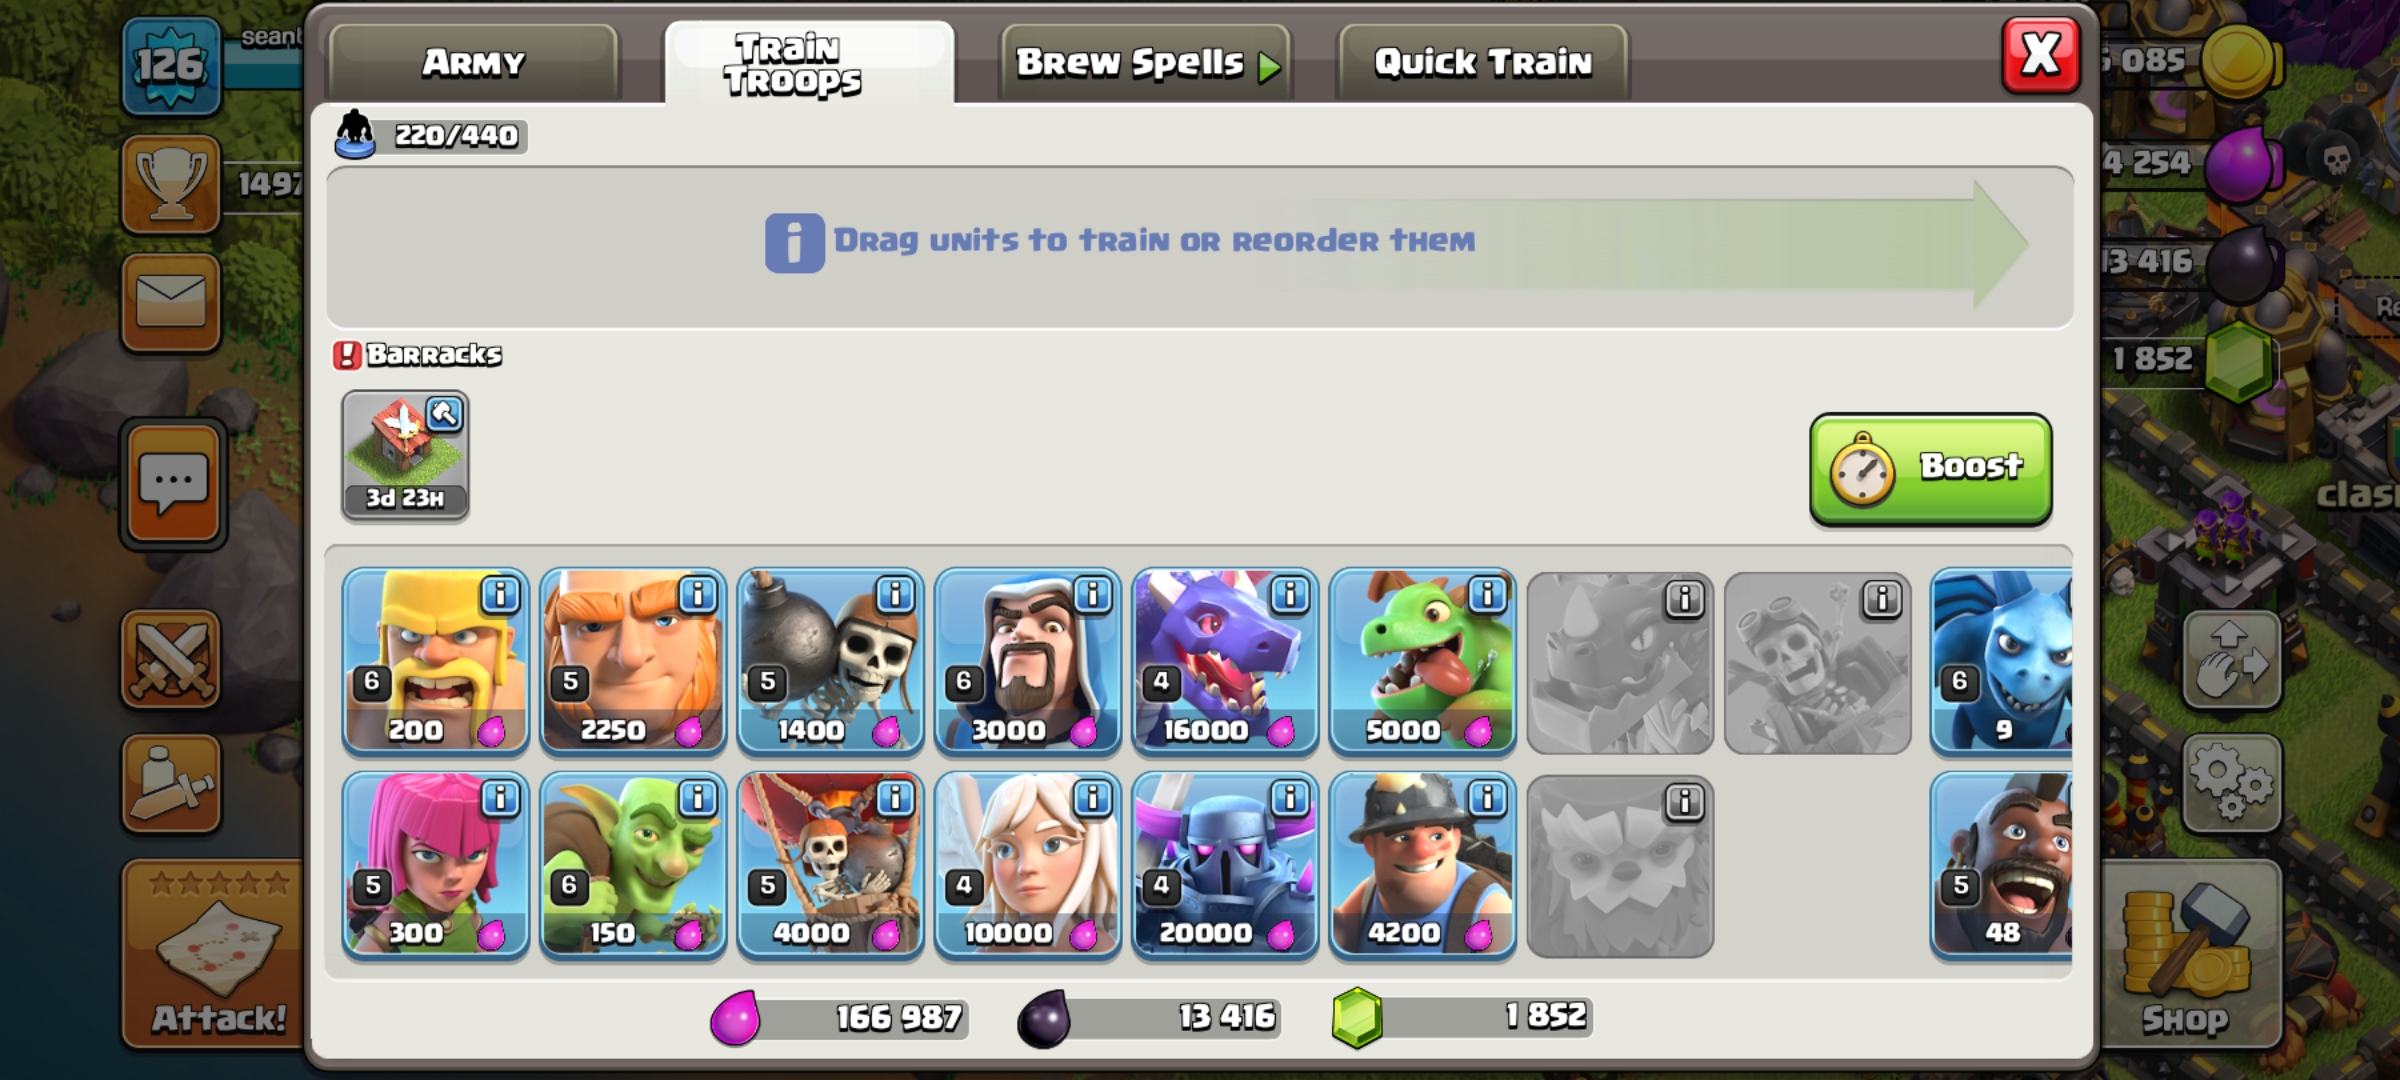 126
seant
1497
Attack!
Army
Train
Troops
Brew Spells
Quick Train
X
220/440
i Drag units to train or reorder them
! Barracks
3d 23h
Boost
i i i i i i i i
6 5 5 6 4 6
200 2250 1400 3000 16000 5000 9
i i i i i i i
5 6 5 4 4 5
300 150 4000 10000 20000 4200 48
166 987 13 416 1 852
085
4 254
13 416
Re
1 852
clas
Shop